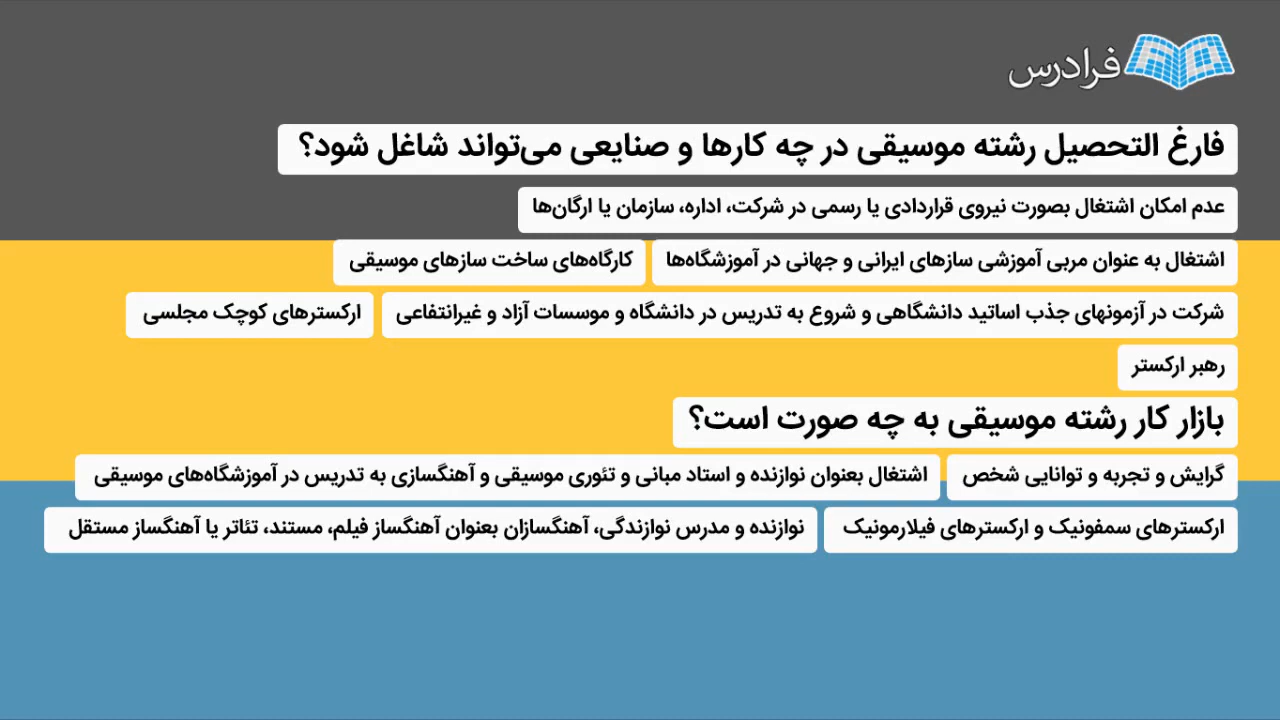 فرادرس
فارغ التحصیل رشته موسیقی در چه کارها و صنایعی می‌تواند شاغل شود؟
عدم امکان اشتغال بصورت نیروی قراردادی یا رسمی در شرکت، اداره، سازمان یا ارگان‌ها
اشتغال به عنوان مربی آموزشی سازهای ایرانی و جهانی در آموزشگاه‌ها کارگاه‌های ساخت سازهای موسیقی
شرکت در آزمونهای جذب اساتید دانشگاهی و شروع به تدریس در دانشگاه و موسسات آزاد و غیرانتفاعی ارکسترهای کوچک مجلسی
رهبر ارکستر
بازار کار رشته موسیقی به چه صورت است؟
گرایش و تجربه و توانایی شخص اشتغال بعنوان نوازنده و استاد مبانی و تئوری موسیقی و آهنگسازی به تدریس در آموزشگاه‌های موسیقی
ارکسترهای سمفونیک و ارکسترهای فیلارمونیک نوازنده و مدرس نوازندگی، آهنگسازان بعنوان آهنگساز فیلم، مستند، تئاتر یا آهنگساز مستقل